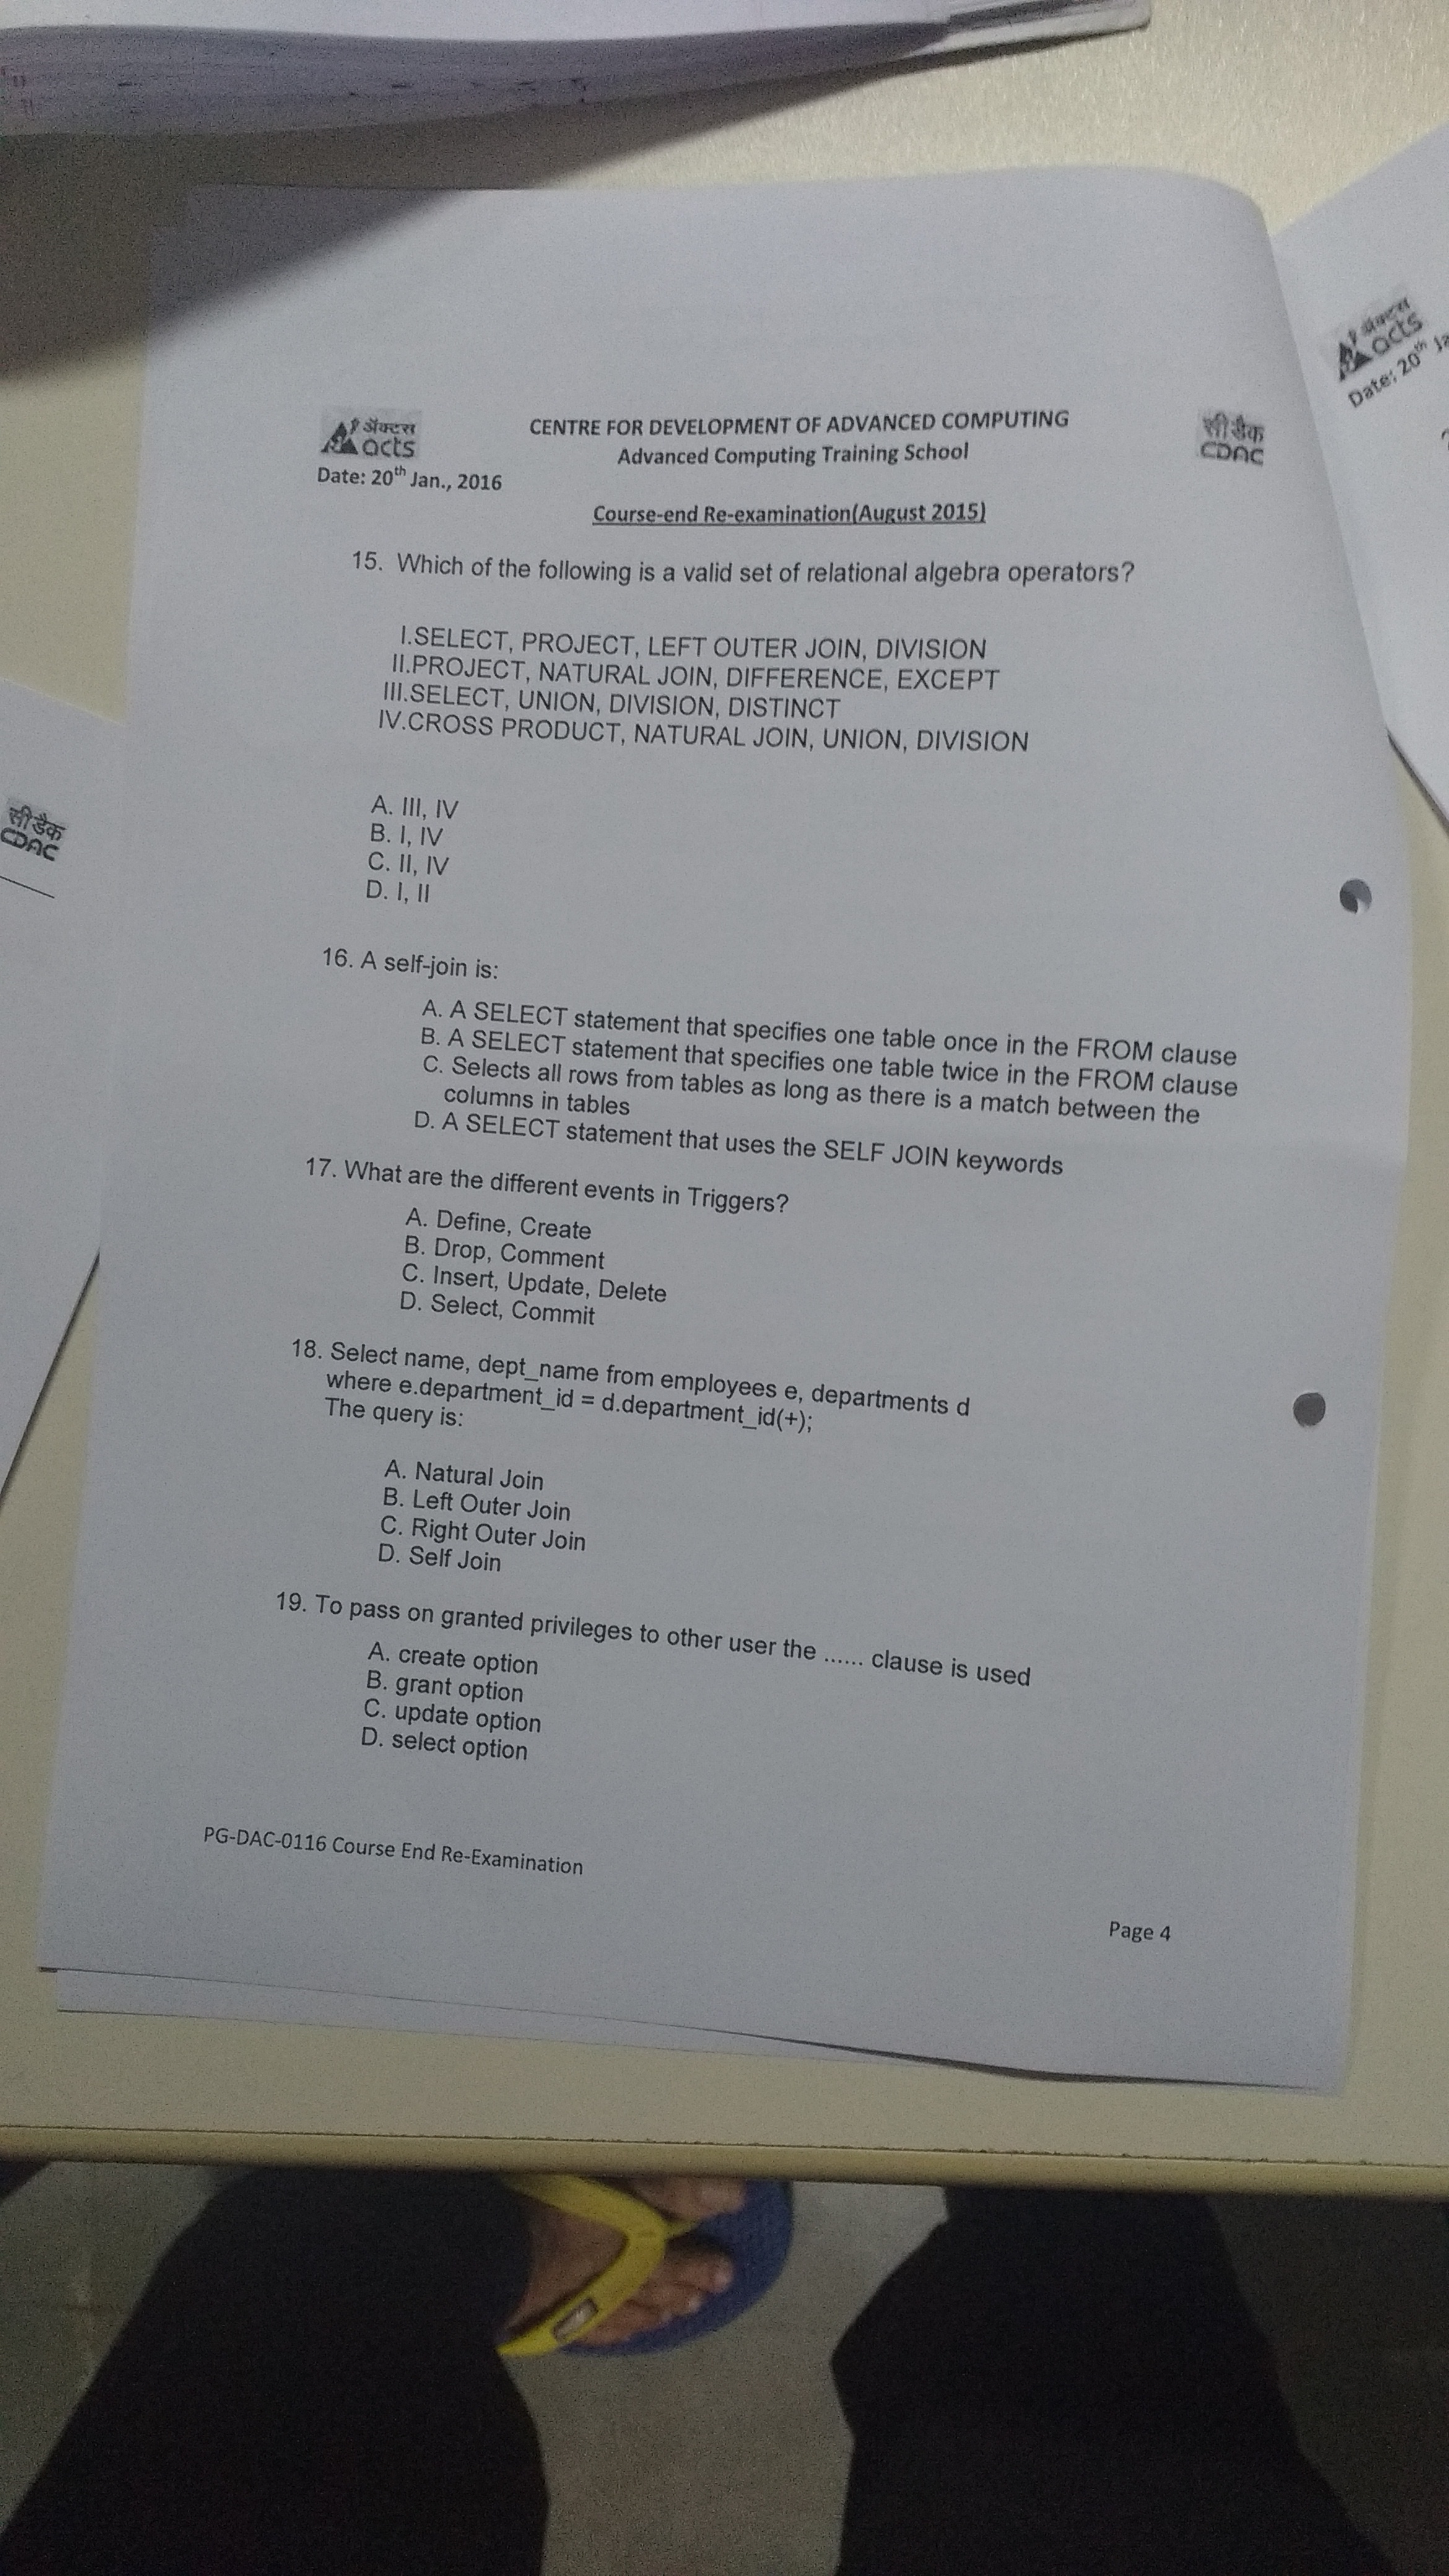 ॲक्टस
acts
Date: 20th Jan., 2016
CENTRE FOR DEVELOPMENT OF ADVANCED COMPUTING
Advanced Computing Training School
सी डैक
CDAC
Course-end Re-examination(August 2015)
15. Which of the following is a valid set of relational algebra operators?
I.SELECT, PROJECT, LEFT OUTER JOIN, DIVISION
II.PROJECT, NATURAL JOIN, DIFFERENCE, EXCEPT
III.SELECT, UNION, DIVISION, DISTINCT
IV.CROSS PRODUCT, NATURAL JOIN, UNION, DIVISION
A. III, IV
B. I, IV
C. II, IV
D. I, II
16. A self-join is:
A. A SELECT statement that specifies one table once in the FROM clause
B. A SELECT statement that specifies one table twice in the FROM clause
C. Selects all rows from tables as long as there is a match between the
columns in tables
D. A SELECT statement that uses the SELF JOIN keywords
17. What are the different events in Triggers?
A. Define, Create
B. Drop, Comment
C. Insert, Update, Delete
D. Select, Commit
18. Select name, dept_name from employees e, departments d
where e.department_id = d.department_id(+);
The query is:
A. Natural Join
B. Left Outer Join
C. Right Outer Join
D. Self Join
19. To pass on granted privileges to other user the ...... clause is used
A. create option
B. grant option
C. update option
D. select option
PG-DAC-0116 Course End Re-Examination
Page 4
सी डैक
CDAC
ॲक्टस
acts
Date: 20th Ja